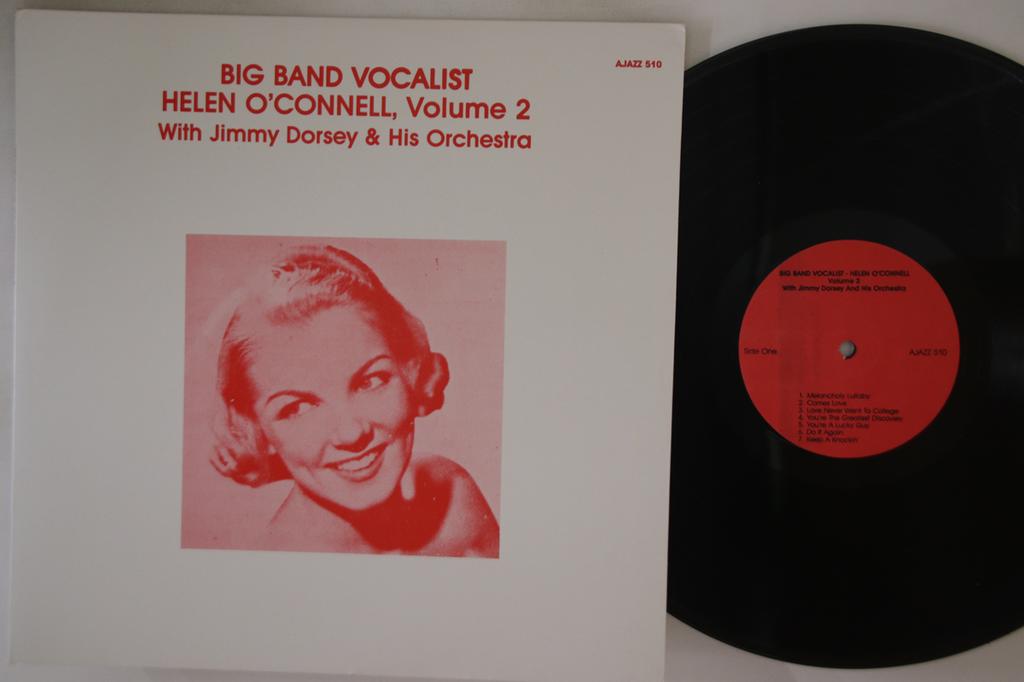 BIG BAND VOCALIST
HELEN O'CONNELL, Volume 2
With Jimmy Dorsey & His Orchestra
AJAZZ 510
BIG BAND VOCALIST - HELEN O'CONNELL
Volume 2
With Jimmy Dorsey And His Orchestra
Side One
AJAZZ 510
1. Melancholy Lullaby
2. Comes Love
3. Love Never Went To College
4. You're The Greatest Discovery
5. You're A Lucky Guy
6. Do It Again
7. Keep A Knockin'